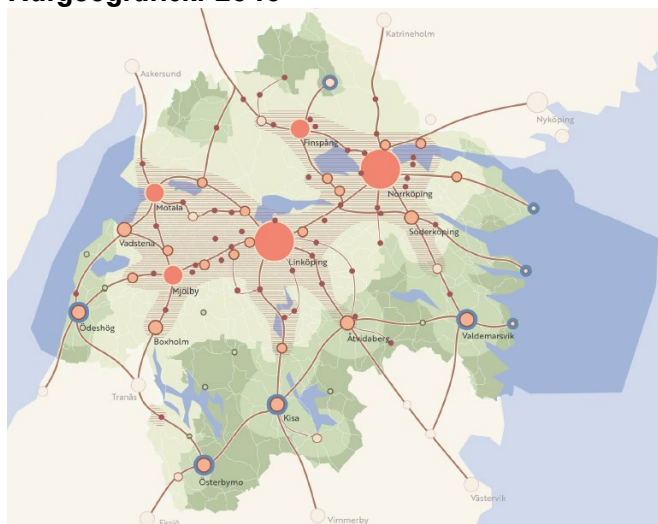 Katrineholm
Askersund
Nyköping
Finspång
Norrköping
Motala
Söderköping
Vadstena
Linköping
Mjölby
Ödeshög
Boxholm
Åtvidaberg
Valdemarsvik
Tranås
Kisa
Österbymo
Västervik
Vimmerby